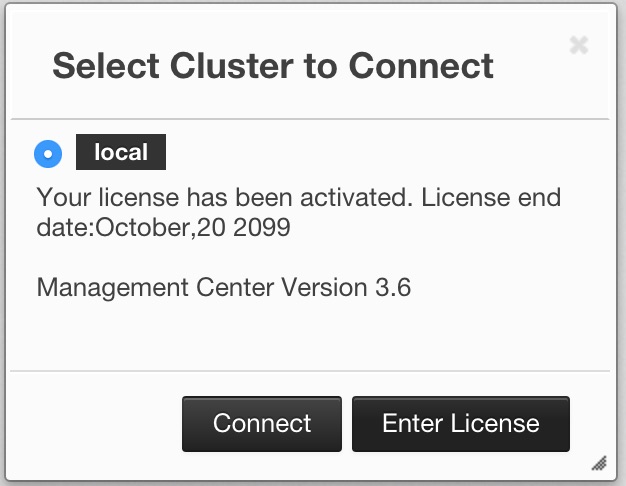 Select Cluster to Connect
local
Your license has been activated. License end
date:October,20 2099
Management Center Version 3.6
Connect
Enter License